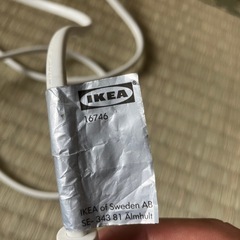 IKEA
16746
IKEA of Sweden AB
SE- 343 81 Älmhult